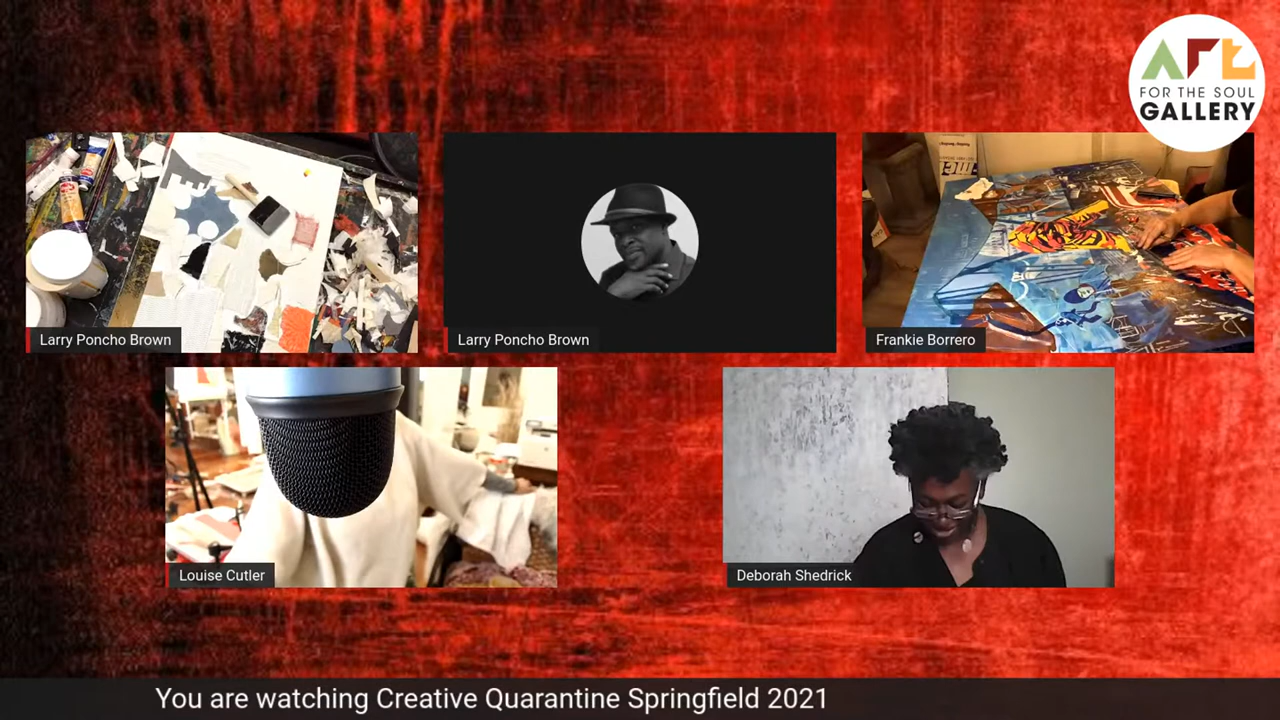 ART
FOR THE SOUL
GALLERY
Larry Poncho Brown
Larry Poncho Brown
Frankie Borrero
Louise Cutler
Deborah Shedrick
You are watching Creative Quarantine Springfield 2021